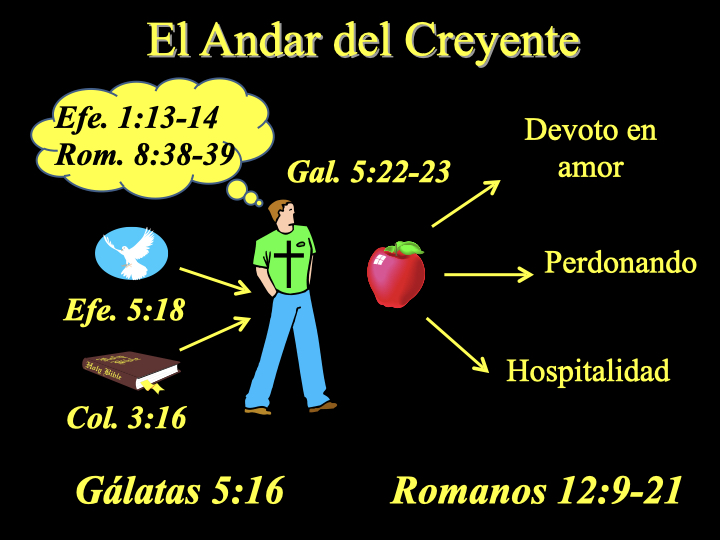 El Andar del Creyente
Efe. 1:13-14
Rom. 8:38-39
Gal. 5:22-23
Devoto en
amor
Perdonando
Efe. 5:18
Holy Bible
Hospitalidad
Col. 3:16
Gálatas 5:16
Romanos 12:9-21